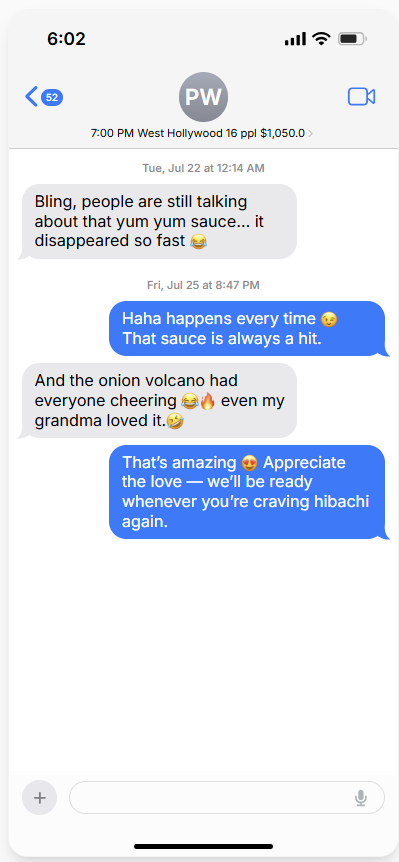 6:02
52
PW
7:00 PM West Hollywood 16 ppl $1,050.0
Tue, Jul 22 at 12:14 AM
Bling, people are still talking
about that yum yum sauce... it
disappeared so fast 😂
Fri, Jul 25 at 8:47 PM
Haha happens every time 😉
That sauce is always a hit.
And the onion volcano had
everyone cheering 😂🔥 even my
grandma loved it.🤣
That’s amazing 😍 Appreciate
the love — we’ll be ready
whenever you’re craving hibachi
again.